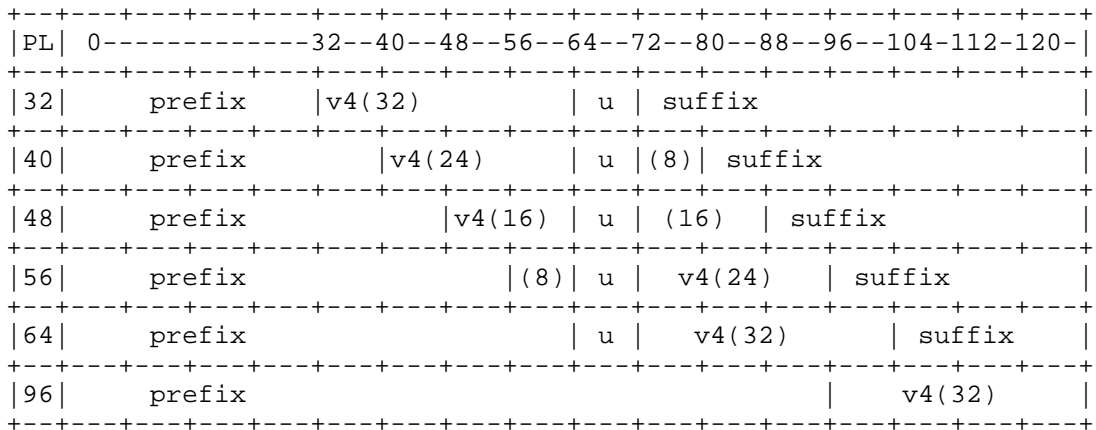 +--+---+---+---+---+---+---+---+---+---+---+---+---+---+---+---+---+
|PL| 0-------------32--40--48--56--64--72--80--88--96--104-112-120-|
+--+---+---+---+---+---+---+---+---+---+---+---+---+---+---+---+---+
|32|     prefix    |v4(32)         | u | suffix                    |
+--+---+---+---+---+---+---+---+---+---+---+---+---+---+---+---+---+
|40|     prefix        |v4(24)     | u |(8)| suffix                |
+--+---+---+---+---+---+---+---+---+---+---+---+---+---+---+---+---+
|48|     prefix            |v4(16) | u | (16)  | suffix            |
+--+---+---+---+---+---+---+---+---+---+---+---+---+---+---+---+---+
|56|     prefix                |(8)| u |  v4(24)   | suffix        |
+--+---+---+---+---+---+---+---+---+---+---+---+---+---+---+---+---+
|64|     prefix                    | u |   v4(32)      | suffix    |
+--+---+---+---+---+---+---+---+---+---+---+---+---+---+---+---+---+
|96|     prefix                                    |    v4(32)     |
+--+---+---+---+---+---+---+---+---+---+---+---+---+---+---+---+---+